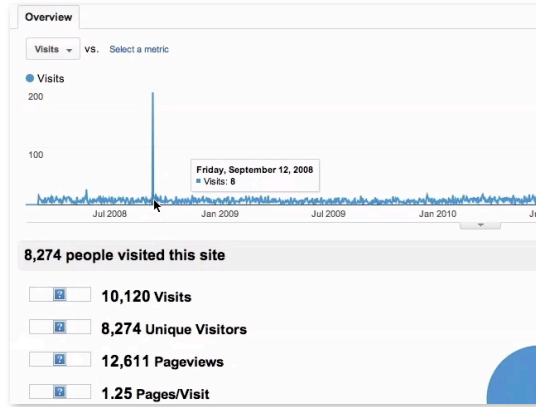 Overview
Visits vs. Select a metric
Visits
200
100
Friday, September 12, 2008
Visits: 8
Jul 2008 Jan 2009 Jul 2009 Jan 2010
8,274 people visited this site
? 10,120 Visits
? 8,274 Unique Visitors
? 12,611 Pageviews
? 1.25 Pages/Visit